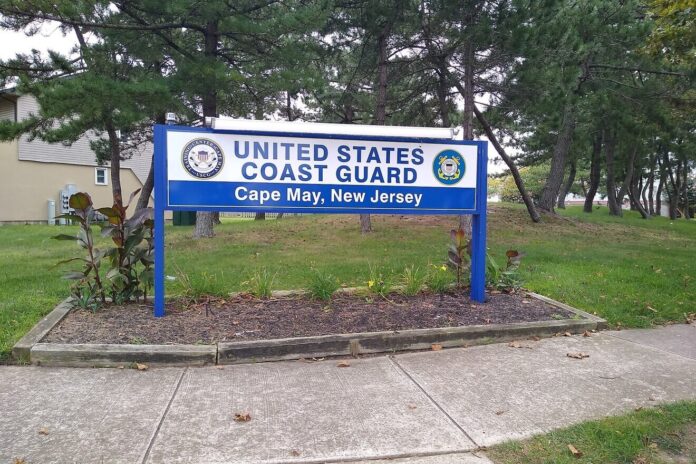 UNITED STATES
COAST GUARD
Cape May, New Jersey